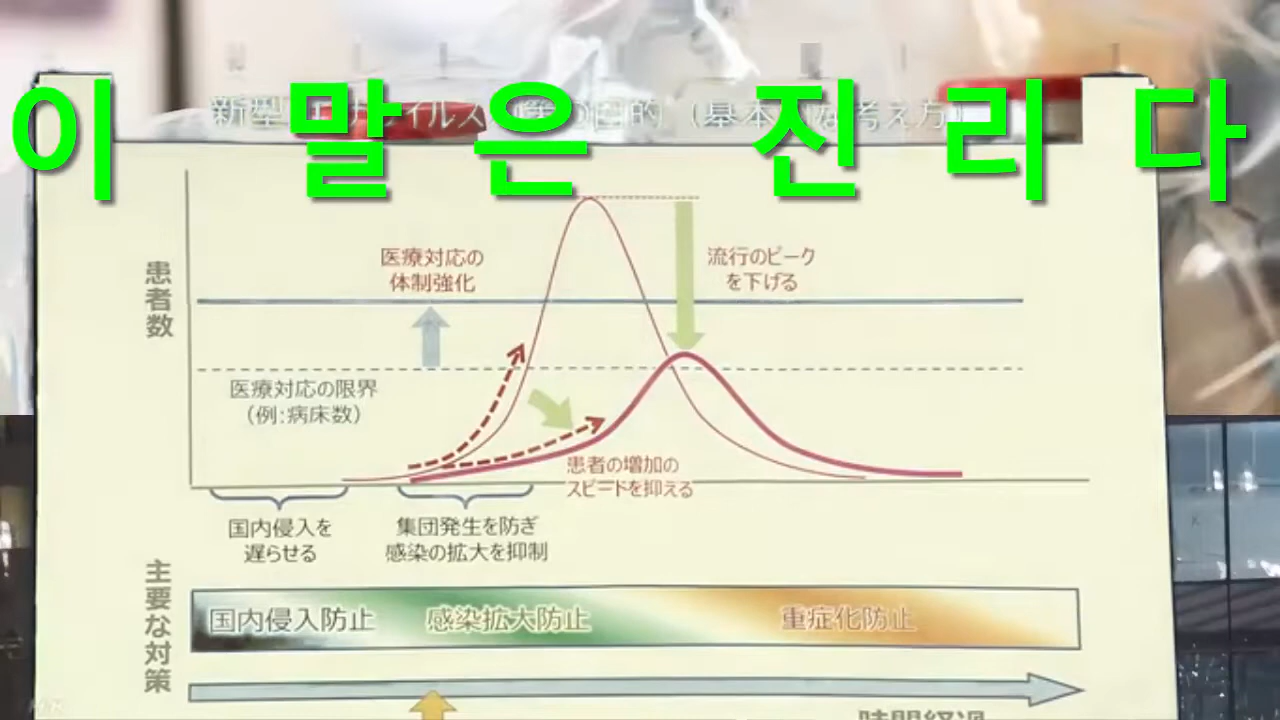 이 말은 진리다
患者数
医療対応の
体制強化
流行のピーク
を下げる
医療対応の限界
(例:病床数)
患者の増加の
スピードを抑える
国内侵入を
遅らせる
集団発生を防ぎ
感染の拡大を抑制
主要な対策
国内侵入防止
感染拡大防止
重症化防止